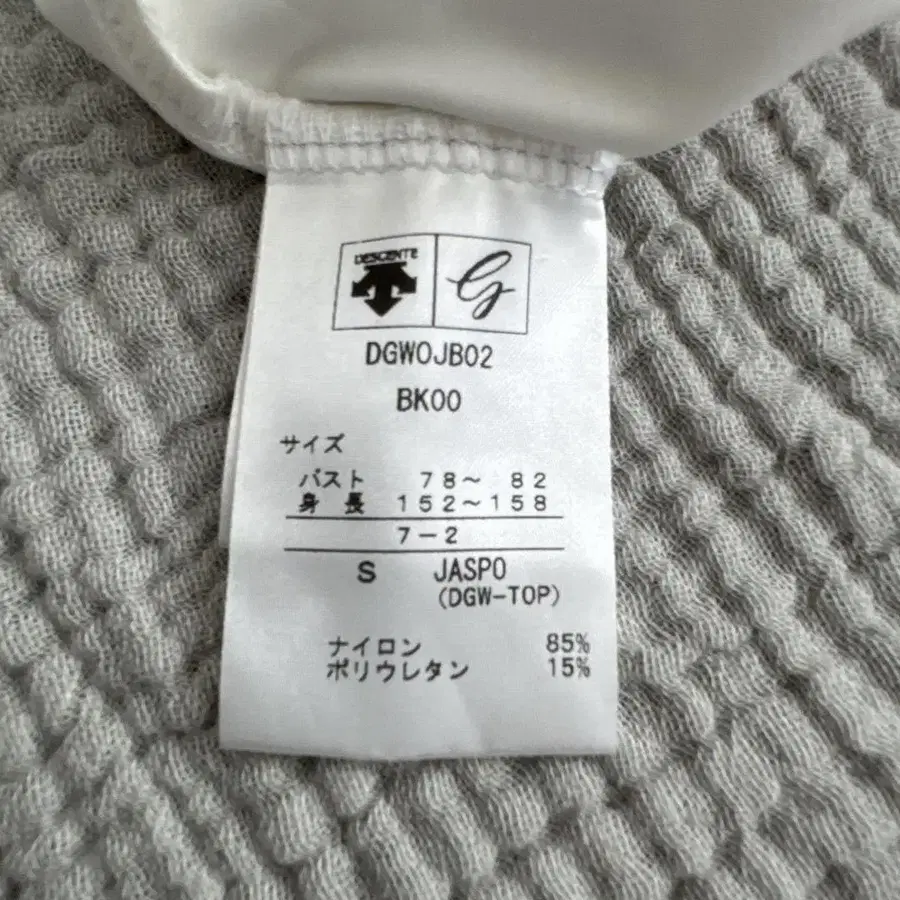 DESCENTE G
DGWOJB02
BK00
サイズ
バスト 78〜 82
身 長 152〜158
7−2
S JASPO
(DGW-TOP)
ナイロン 85%
ポリウレタン 15%